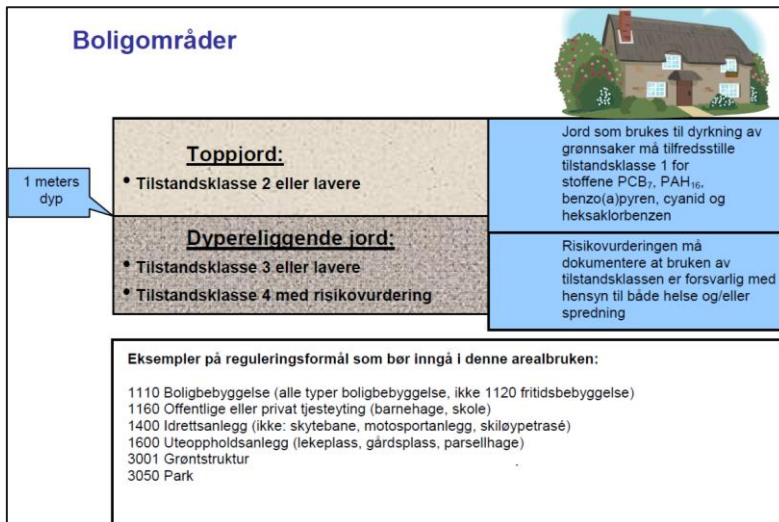 Boligområder
Toppjord:
• Tilstandsklasse 2 eller lavere
1 meters
dyp
Dypereliggende jord:
• Tilstandsklasse 3 eller lavere
• Tilstandsklasse 4 med risikovurdering
Jord som brukes til dyrkning av
grønnsaker må tilfredsstille
tilstandsklasse 1 for
stoffene PCB₇, PAH₁₆,
benzo(a)pyren, cyanid og
heksaklorbenzen
Risikovurderingen må
dokumentere at bruken av
tilstandsklassen er forsvarlig med
hensyn til både helse og/eller
spredning
Eksempler på reguleringsformål som bør inngå i denne arealbruken:
1110 Boligbebyggelse (alle typer boligbebyggelse, ikke 1120 fritidsbebyggelse)
1160 Offentlige eller privat tjesteyting (barnehage, skole)
1400 Idrettsanlegg (ikke: skytebane, motosportanlegg, skiløypetrasé)
1600 Uteoppholdsanlegg (lekeplass, gårdsplass, parsellhage)
3001 Grøntstruktur
3050 Park